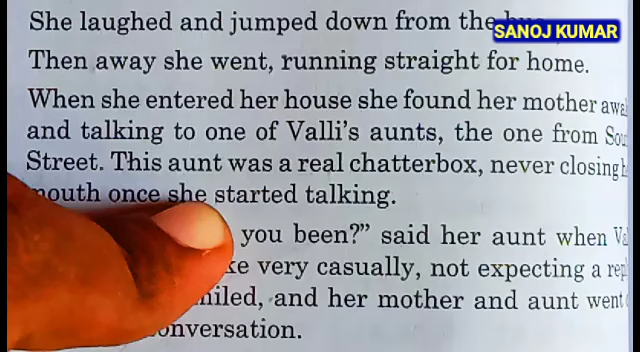 She laughed and jumped down from the
SANOJ KUMAR
Then away she went, running straight for home.
When she entered her house she found her mother
and talking to one of Valli's aunts, the one from
Street. This aunt was a real chatterbox, never closing
once she started talking.
you been?" said her aunt when
very casually, not expecting a
and her mother and aunt went